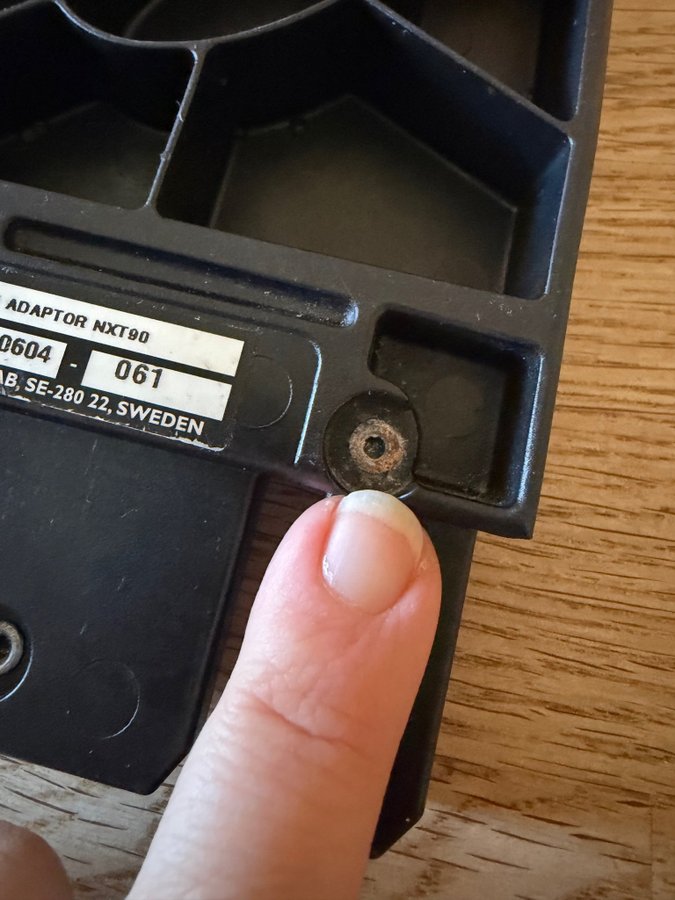 ADAPTOR NXT90
0604 - 061
AB, SE-280 22, SWEDEN